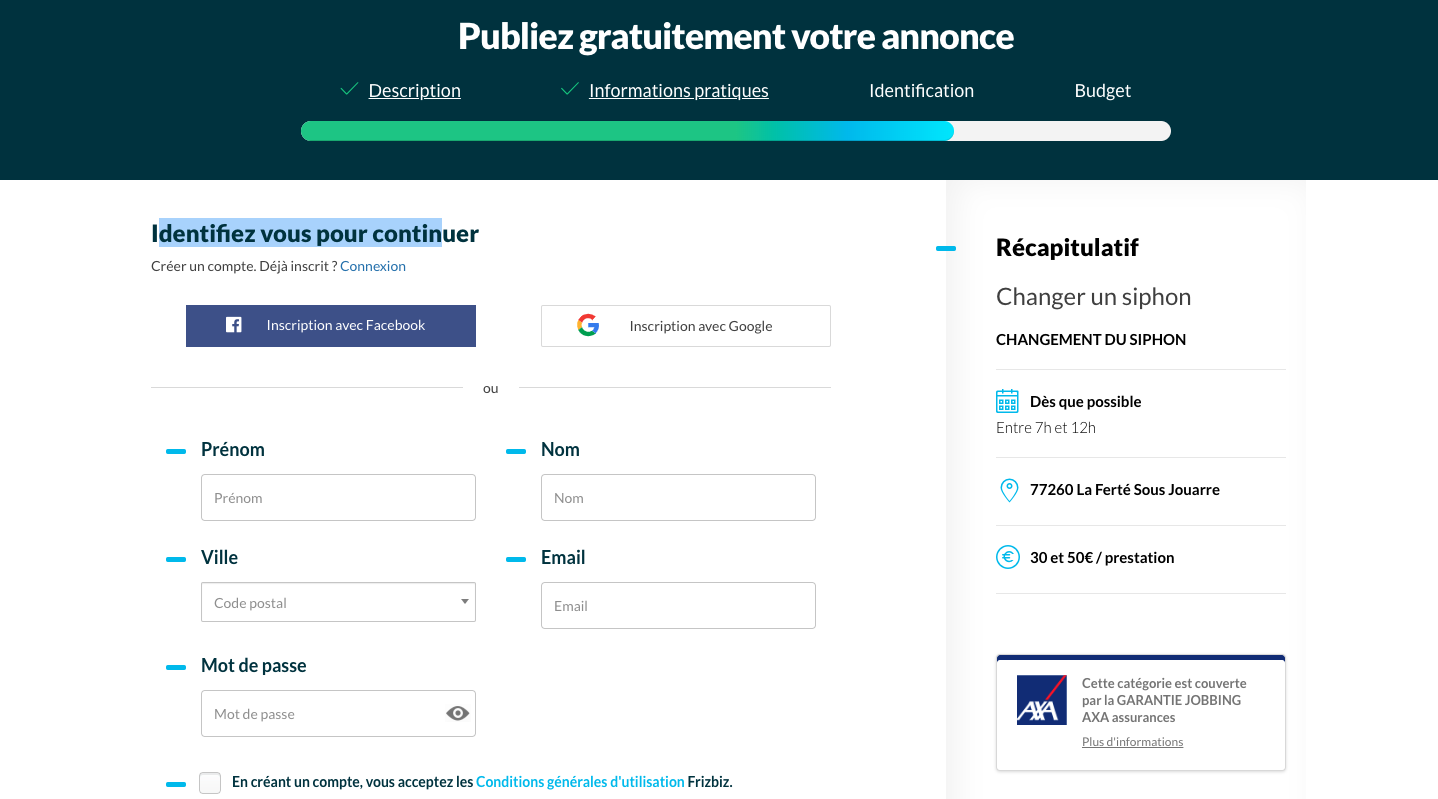 Publiez gratuitement votre annonce
Description
Informations pratiques
Identification
Budget
Identifiez vous pour continuer
Créer un compte. Déjà inscrit ? Connexion
Inscription avec Facebook
Inscription avec Google
ou
Prénom
Prénom
Nom
Nom
Ville
Code postal
Email
Email
Mot de passe
Mot de passe
En créant un compte, vous acceptez les Conditions générales d'utilisation Frizbiz.
Récapitulatif
Changer un siphon
CHANGEMENT DU SIPHON
Dès que possible
Entre 7h et 12h
77260 La Ferté Sous Jouarre
30 et 50€ / prestation
AXA
Cette catégorie est couverte
par la GARANTIE JOBBING
AXA assurances
Plus d'informations